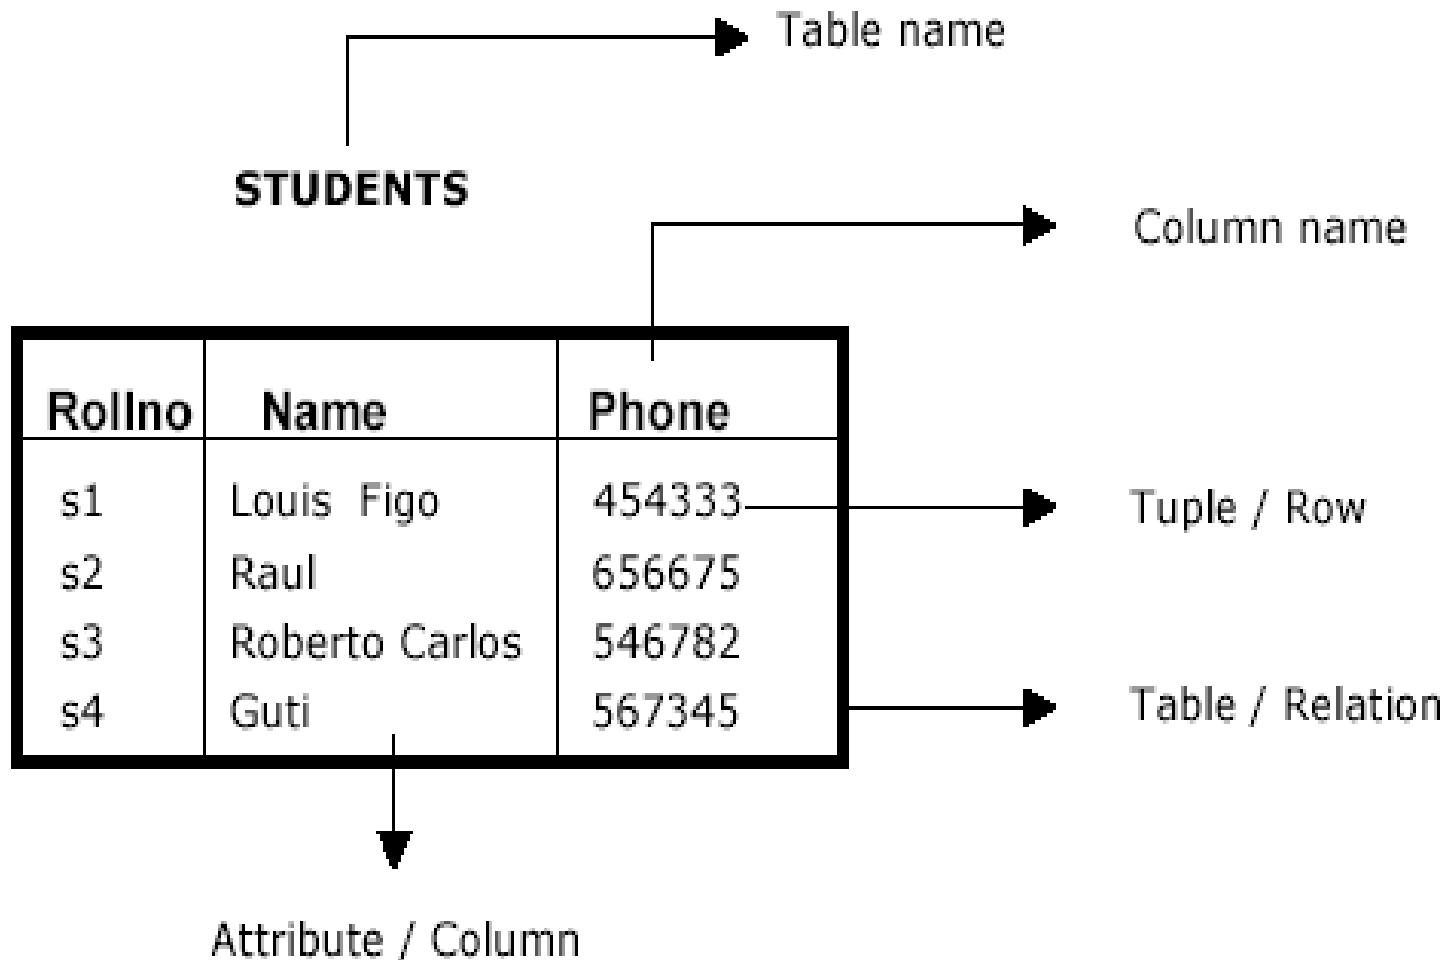 Table name
STUDENTS
Column name
Rollno Name Phone
s1 Louis Figo 454333 Tuple / Row
s2 Raul 656675
s3 Roberto Carlos 546782
s4 Guti 567345 Table / Relation
Attribute / Column